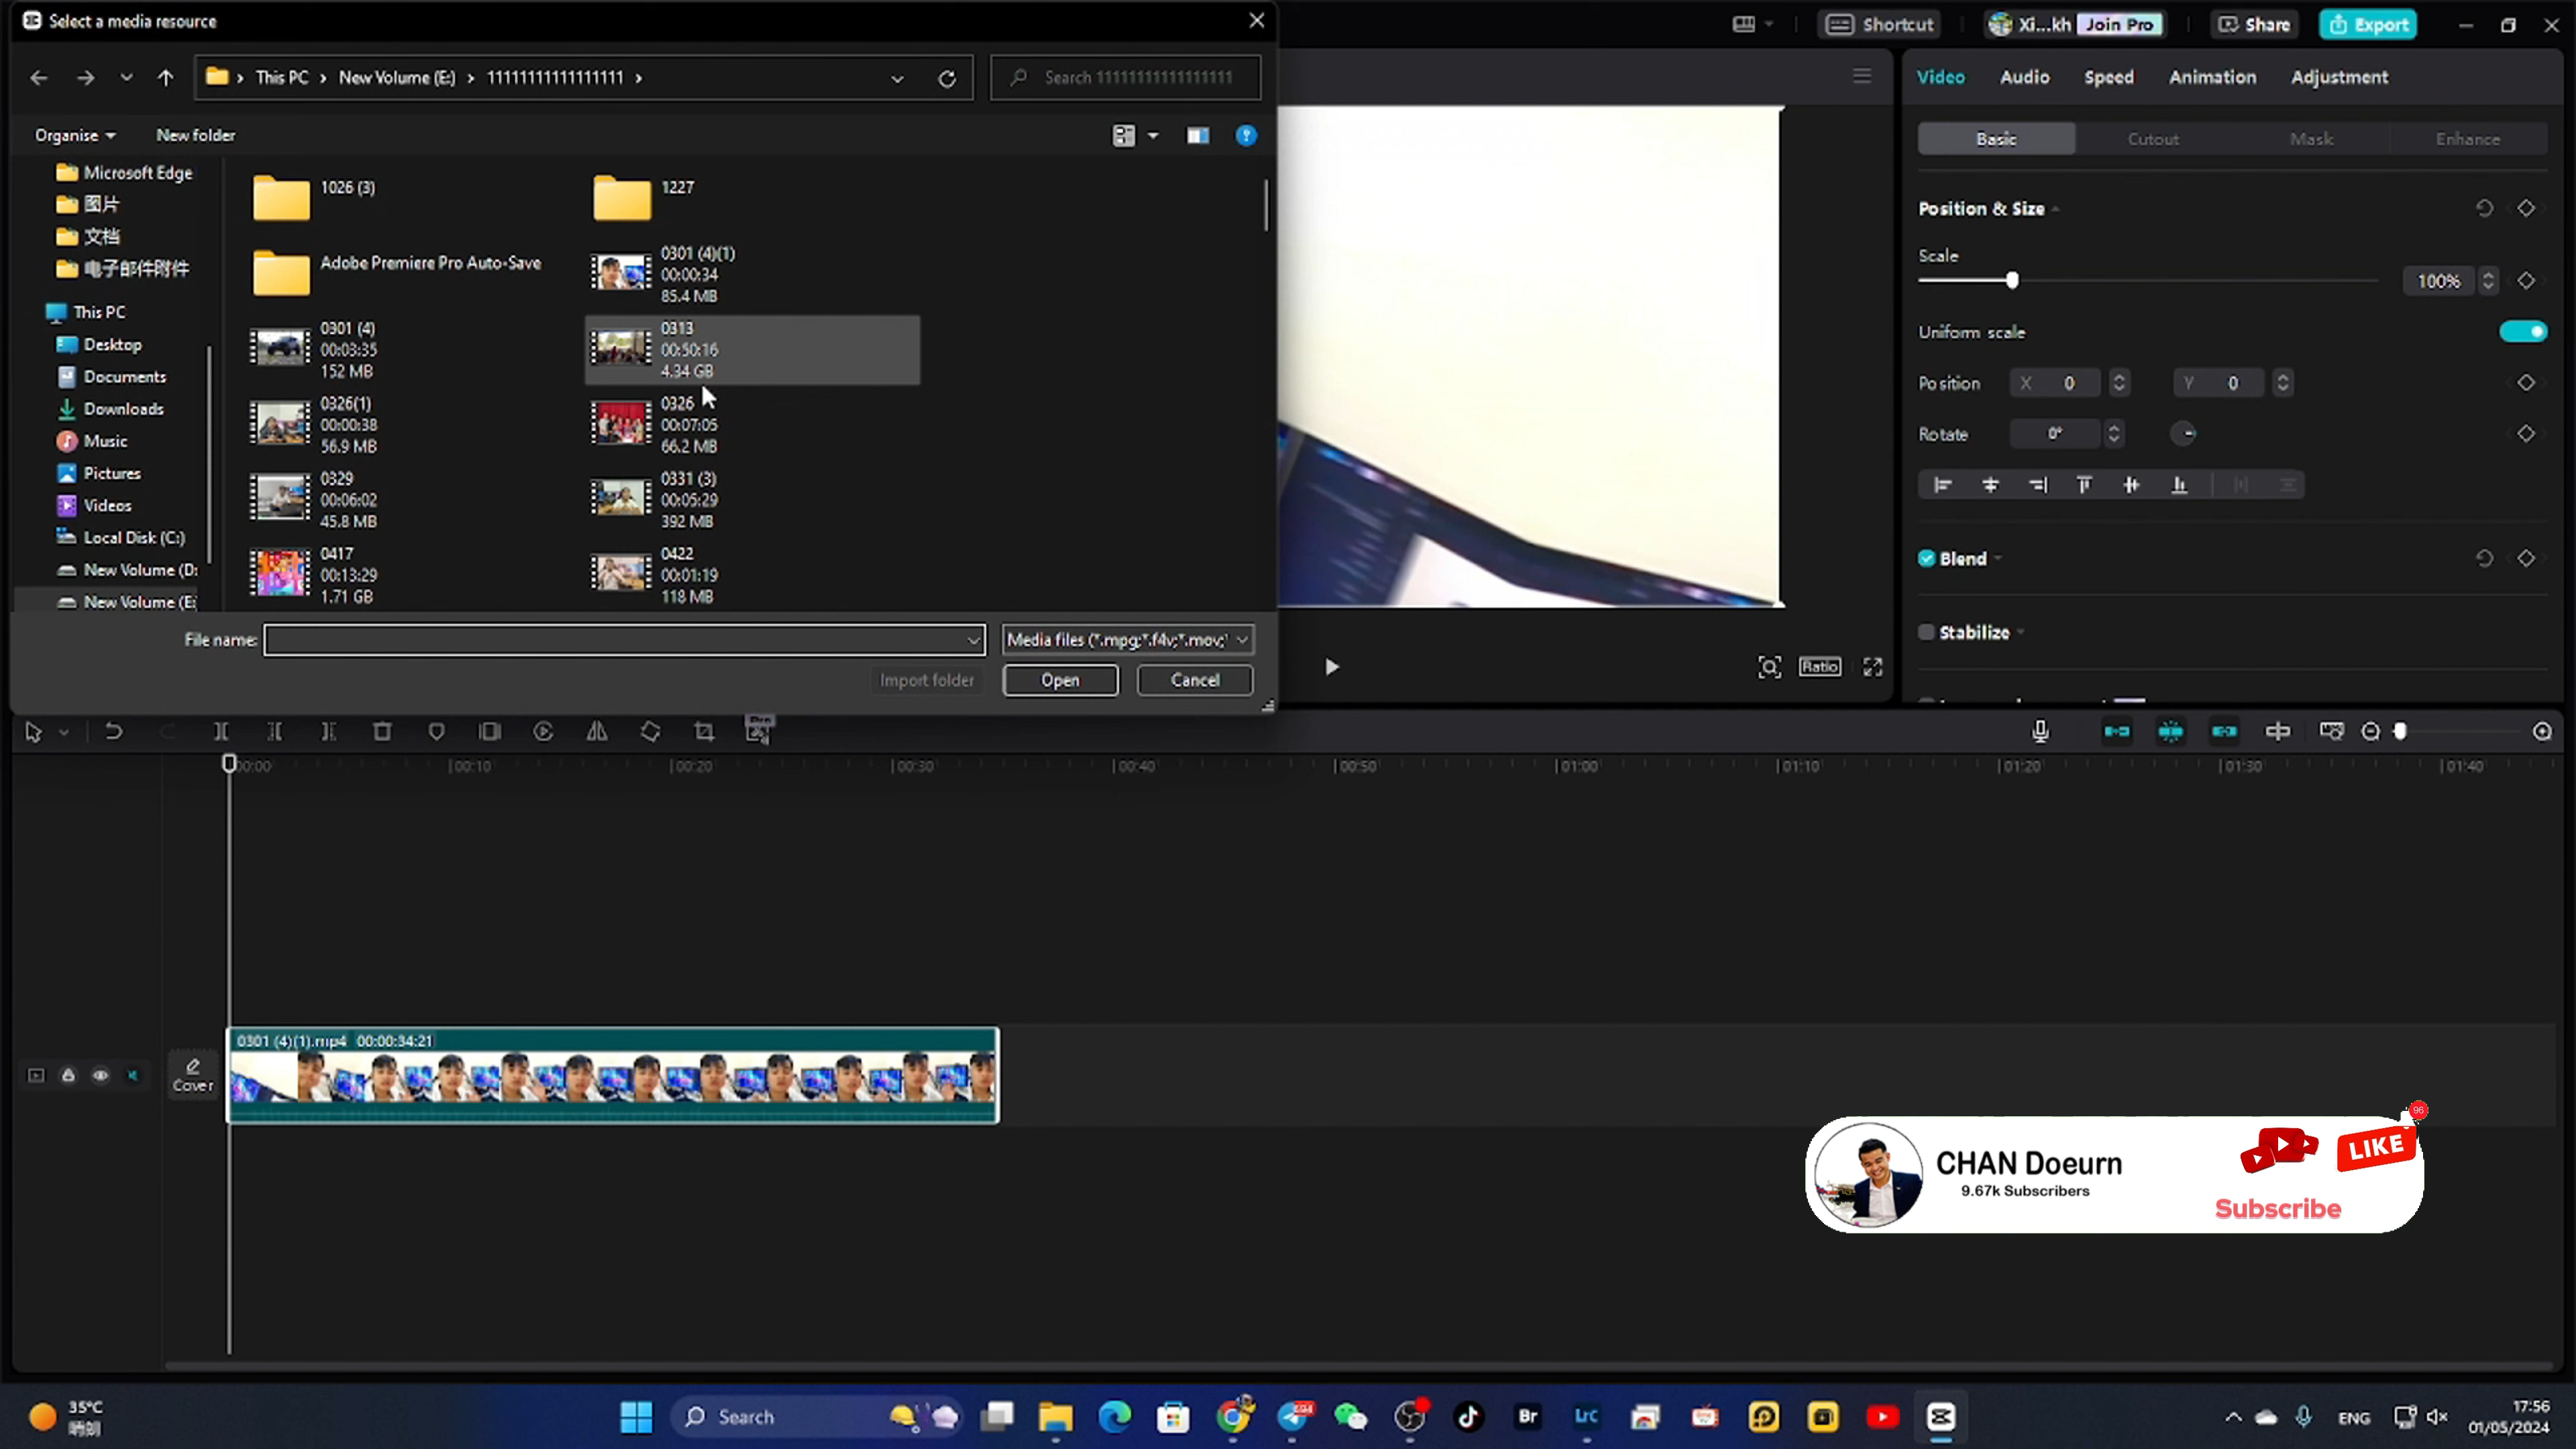 Select a media resource
Shortcut
Xi...kh
Join Pro
Share
Export
This PC
New Volume (E:)
11111111111111111
Search 11111111111111111
Organise
New folder
Microsoft Edge
图片
文档
电子邮件附件
This PC
Desktop
Documents
Downloads
Music
Pictures
Videos
Local Disk (C:)
New Volume (D:
New Volume (E:
1026 (3)
1227
Adobe Premiere Pro Auto-Save
0301 (4)(1)
00:00:34
85.4 MB
0301 (4)
00:03:35
152 MB
0313
00:50:16
4.34 GB
0326(1)
00:00:38
56.9 MB
0326
00:07:05
66.2 MB
0329
00:06:02
45.8 MB
0331 (3)
00:05:29
392 MB
0417
00:13:29
1.71 GB
0422
00:01:19
118 MB
File name:
Media files (*.mpg;*.f4v;*.mov;
Import folder
Open
Cancel
Ratio
Video
Audio
Speed
Animation
Adjustment
Basic
Cutout
Mask
Enhance
Position & Size
Scale
100%
Uniform scale
Position
X 0
Y 0
Rotate
0°
Blend
Stabilize
Pro
00:00
00:10
00:20
00:30
00:40
00:50
01:00
01:10
01:20
01:30
01:40
0301 (4)(1).mp4 00:00:34:21
Cover
CHAN Doeurn
9.67k Subscribers
LIKE
96
Subscribe
35°C
晴朗
Search
Br
LrC
ENG
17:56
01/05/2024